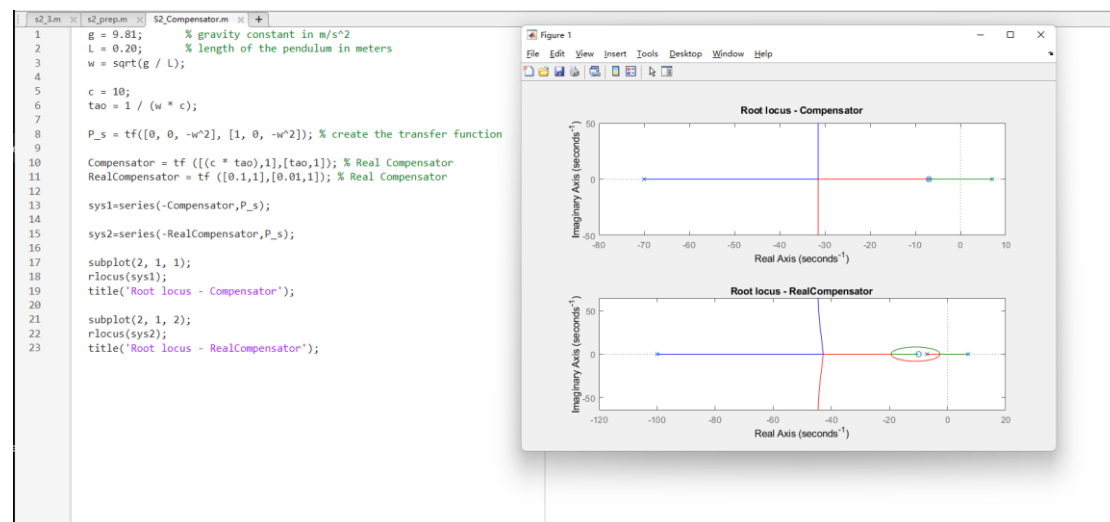 s2_3.m × s2_prep.m × S2_Compensator.m × +
1 g = 9.81; % gravity constant in m/s^2
2 L = 0.20; % length of the pendulum in meters
3 w = sqrt(g / L);
4
5 c = 10;
6 tao = 1 / (w * c);
7
8 P_s = tf([0, 0, -w^2], [1, 0, -w^2]); % create the transfer function
9
10 Compensator = tf ([(c * tao),1],[tao,1]); % Real Compensator
11 RealCompensator = tf ([0.1,1],[0.01,1]); % Real Compensator
12
13 sys1=series(-Compensator,P_s);
14
15 sys2=series(-RealCompensator,P_s);
16
17 subplot(2, 1, 1);
18 rlocus(sys1);
19 title('Root locus - Compensator');
20
21 subplot(2, 1, 2);
22 rlocus(sys2);
23 title('Root locus - RealCompensator');
Figure 1
File Edit View Insert Tools Desktop Window Help
Root locus - Compensator
Imaginary Axis (seconds-1)
50
0
-50
-80 -70 -60 -50 -40 -30 -20 -10 0 10
Real Axis (seconds-1)
Root locus - RealCompensator
Imaginary Axis (seconds-1)
50
0
-50
-120 -100 -80 -60 -40 -20 0 20
Real Axis (seconds-1)